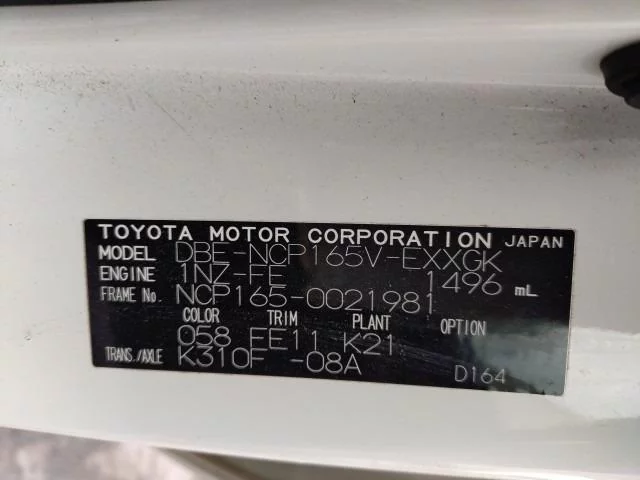 TOYOTA MOTOR CORPORATION JAPAN
MODEL DBE-NCP165V-EXXGK
ENGINE 1NZ-FE 1496 mL
FRAME No. NCP165-0021981
COLOR TRIM PLANT OPTION
058 EE11 K21
TRANS./AXLE K310F -08A
D164